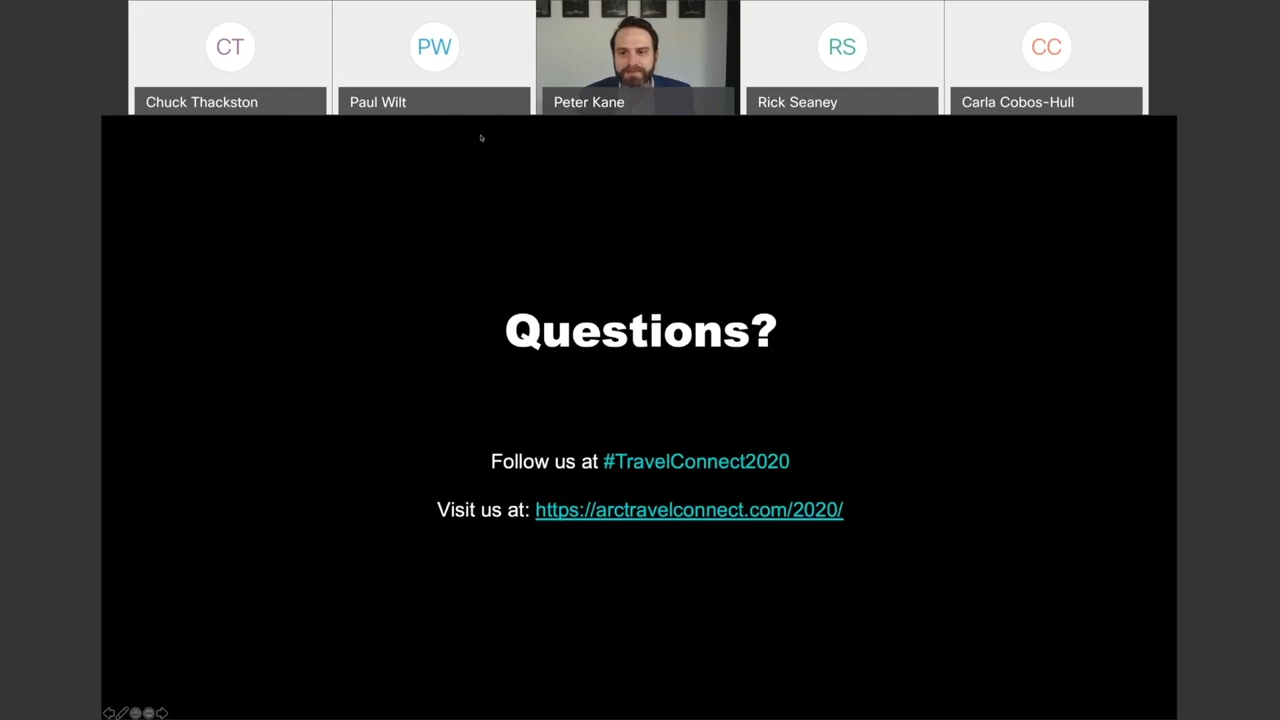 CT
PW
RS
CC
Chuck Thackston
Paul Wilt
Peter Kane
Rick Seaney
Carla Cobos-Hull
Questions?
Follow us at #TravelConnect2020
Visit us at: https://arctravelconnect.com/2020/